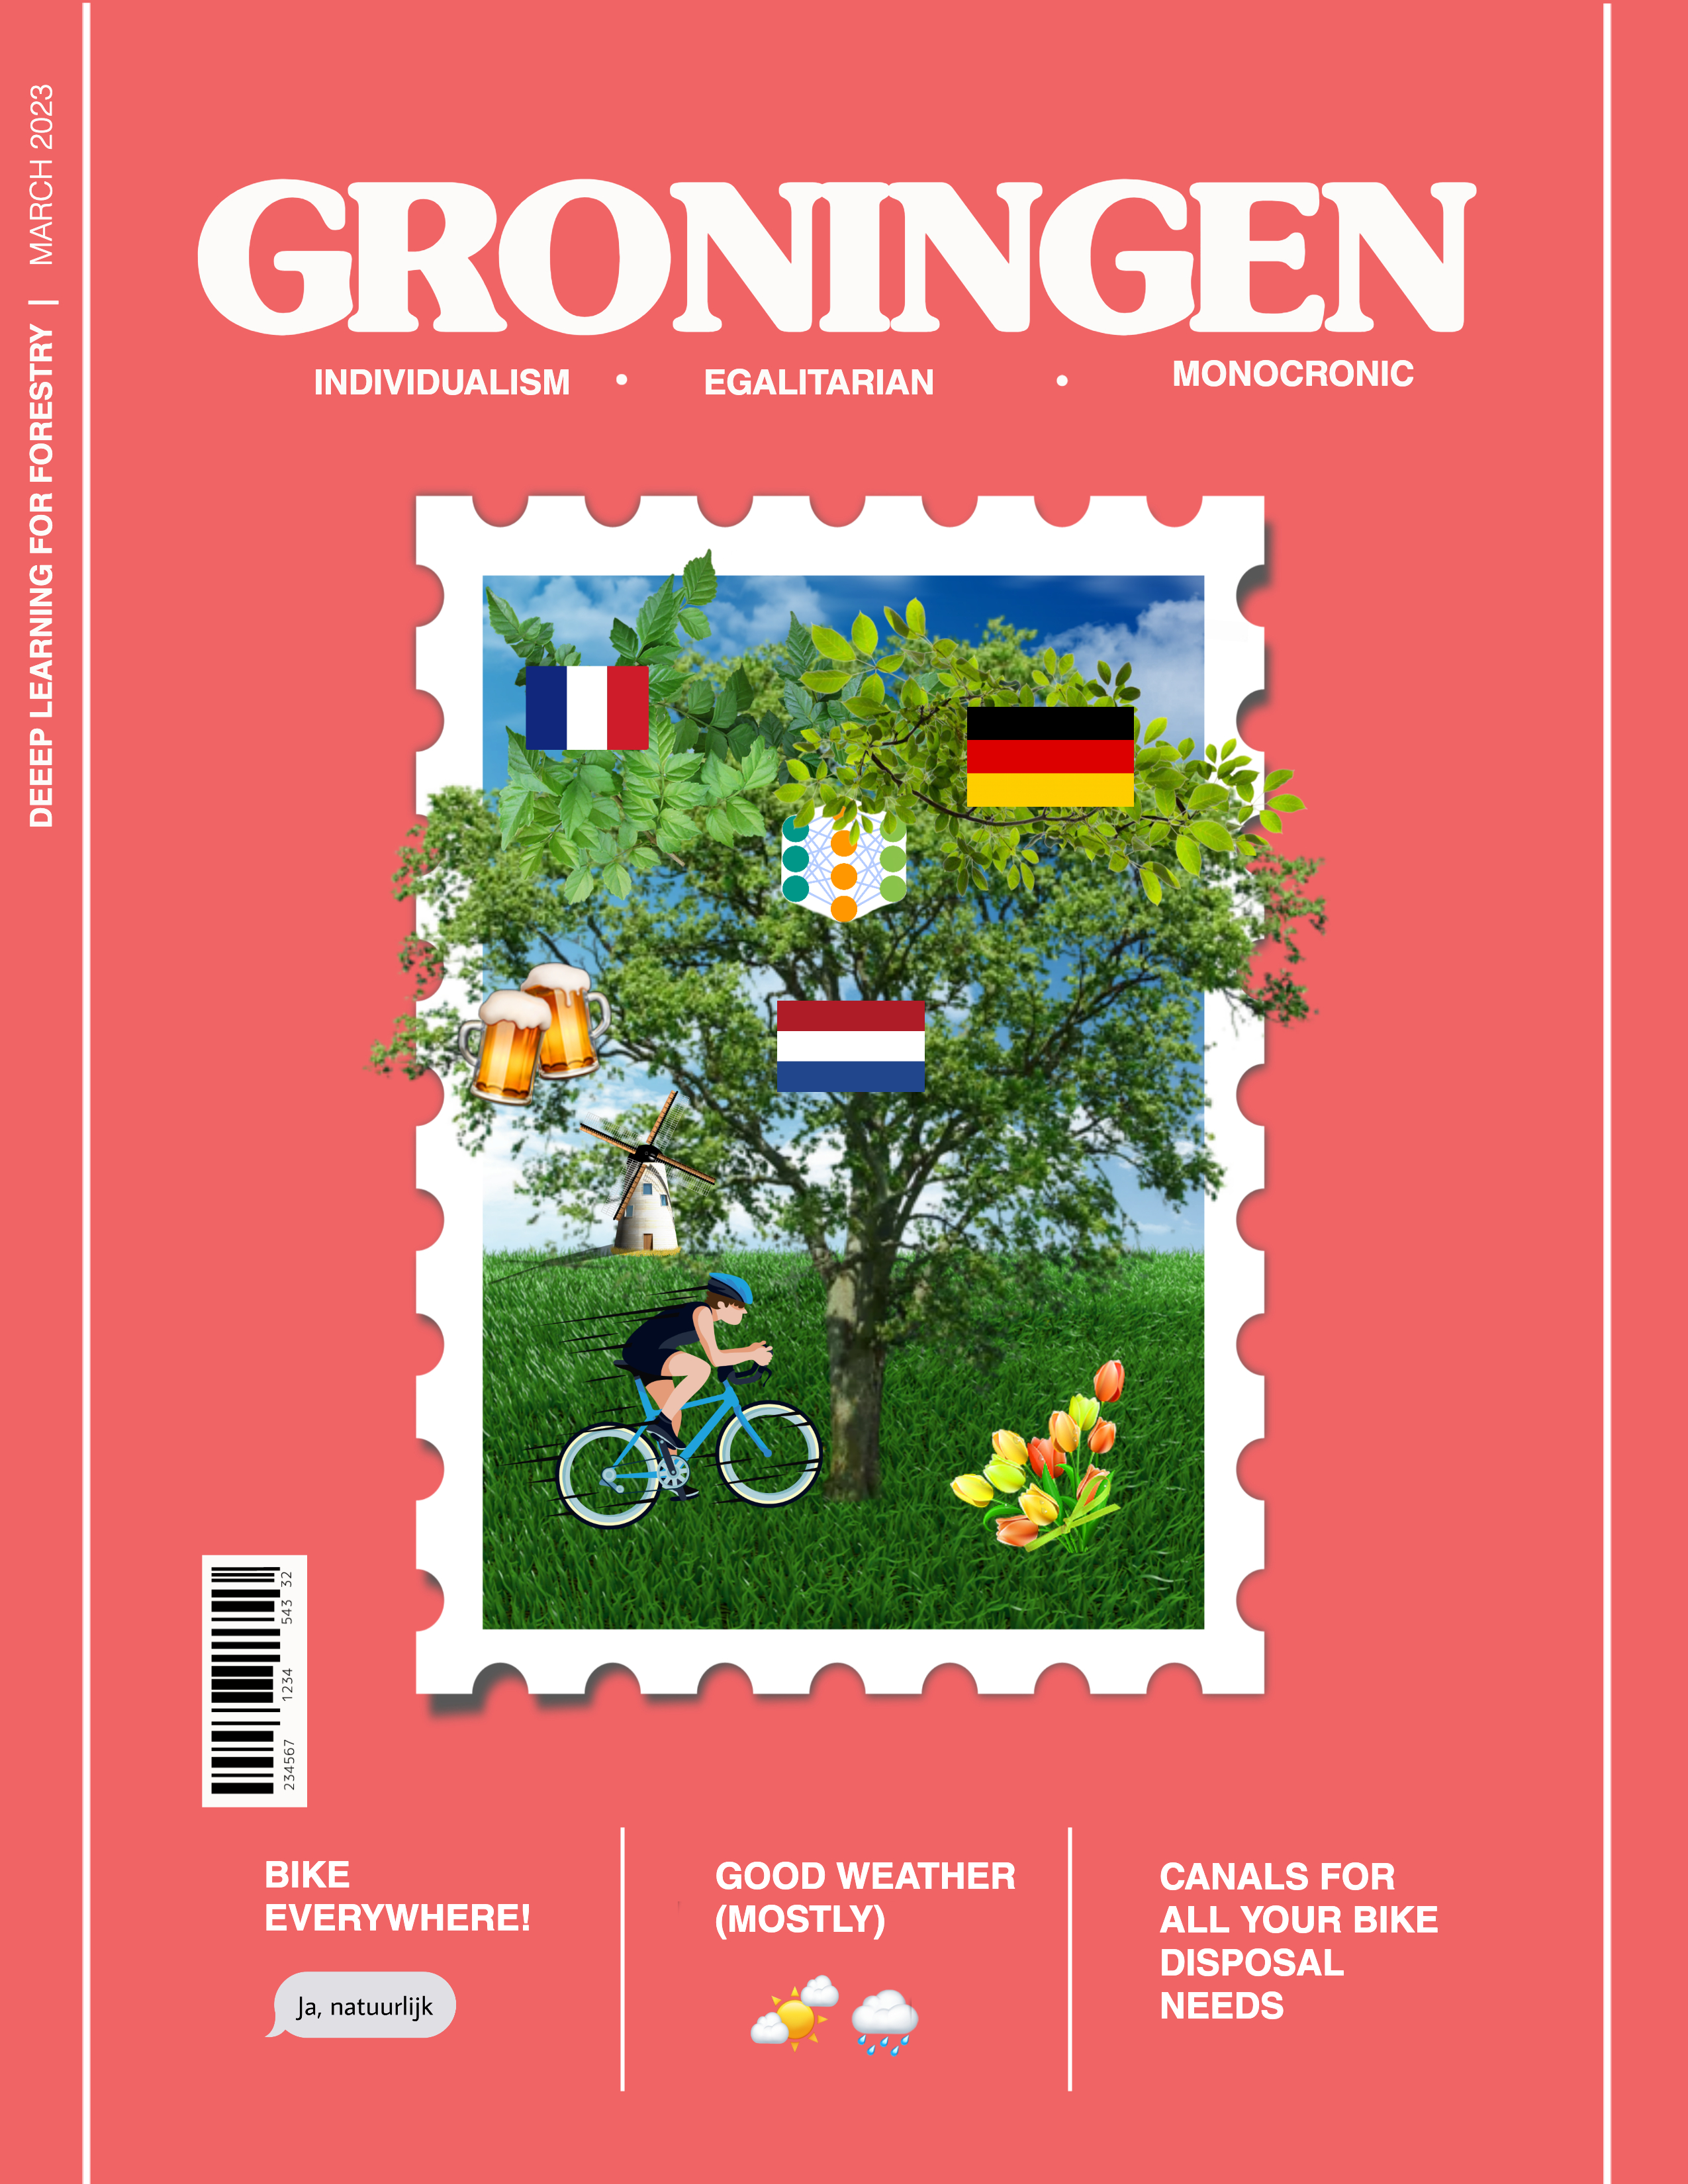 DEEEP LEARNING FOR FORESTRY | MARCH 2023
GRONINGEN
INDIVIDUALISM • EGALITARIAN • MONOCRONIC
234567 1234 543 32
BIKE
EVERYWHERE!
Ja, natuurlijk
GOOD WEATHER
(MOSTLY)
CANALS FOR
ALL YOUR BIKE
DISPOSAL
NEEDS